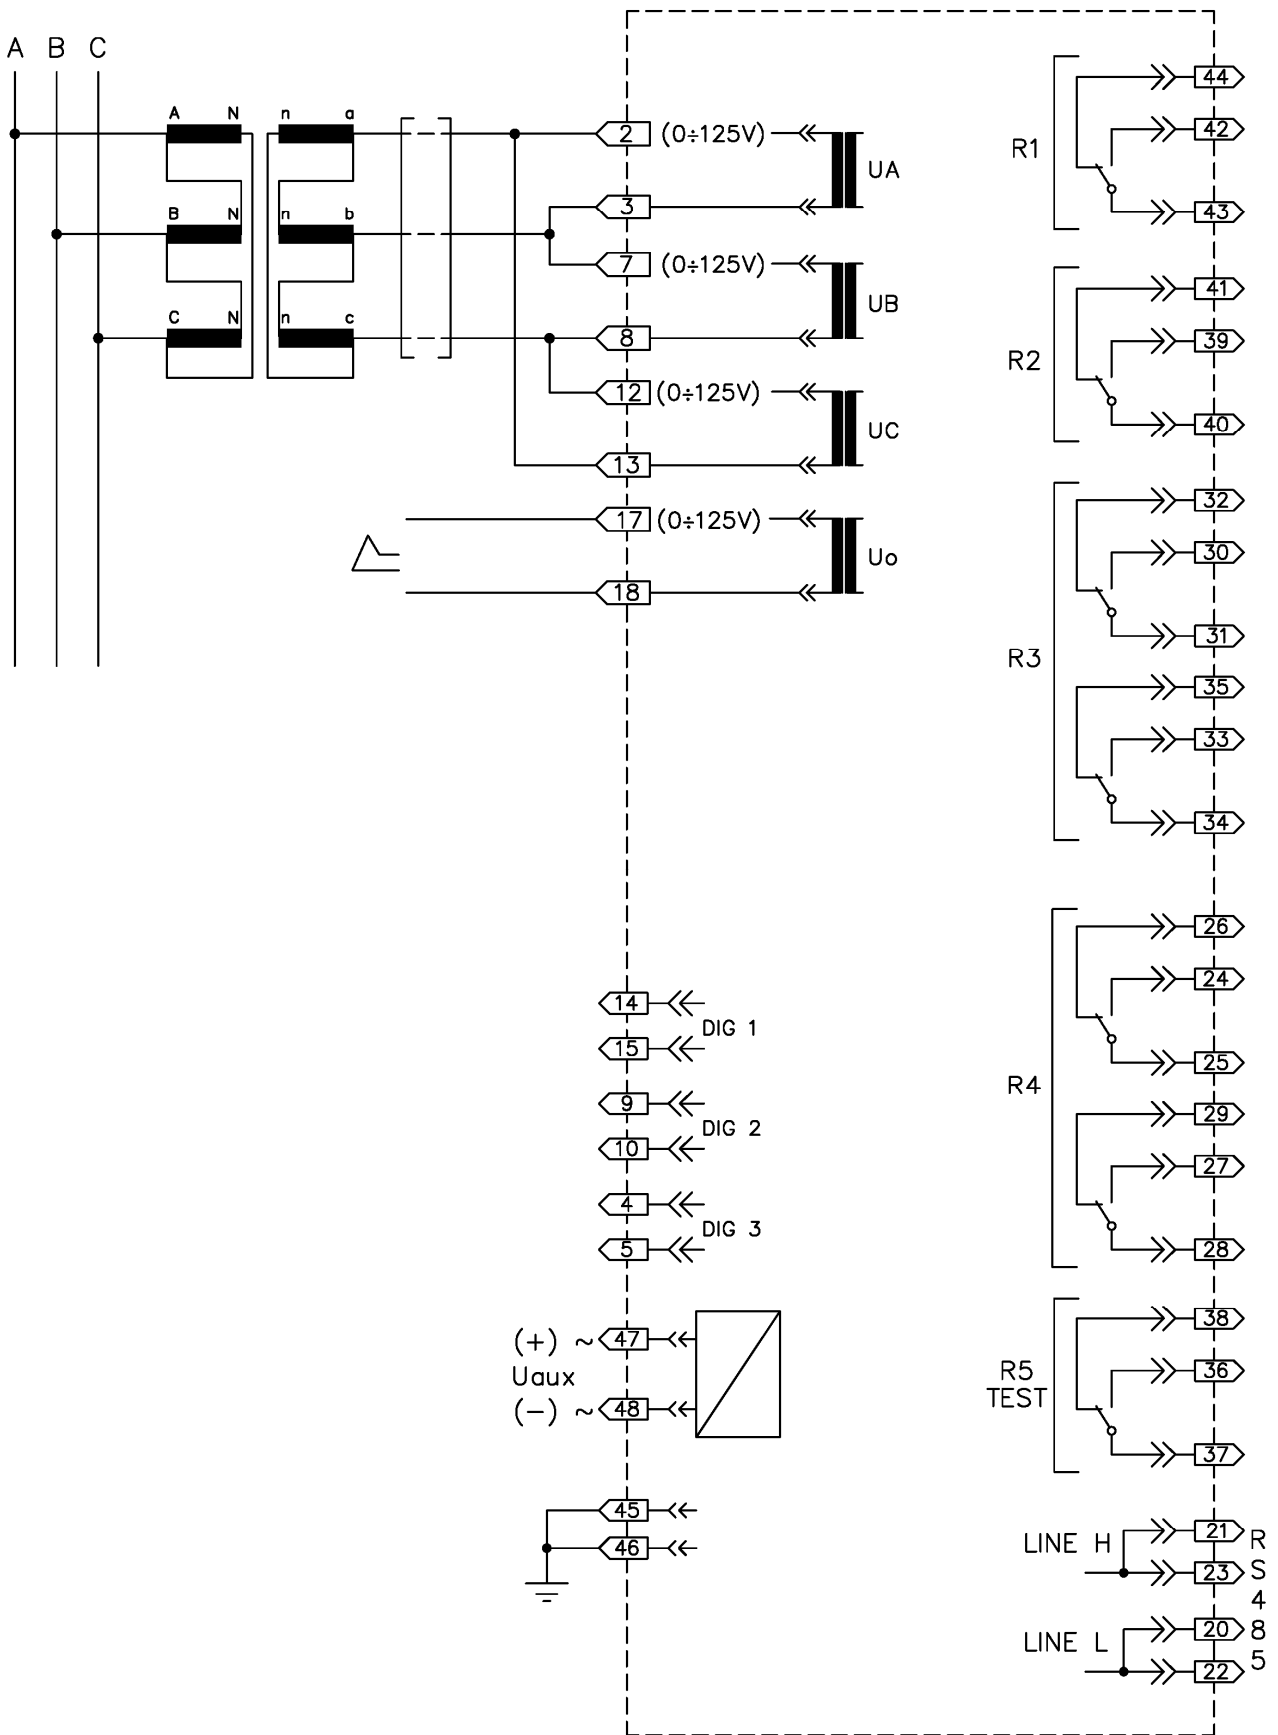 A B C
A N n a
B N n b
C N n c
2 (0÷125V)
UA
3
7 (0÷125V)
UB
8
12 (0÷125V)
UC
13
17 (0÷125V)
Uo
18
14
DIG 1
15
9
DIG 2
10
4
DIG 3
5
(+) ~ 47
Uaux
(-) ~ 48
45
46
44
R1
42
43
41
R2
39
40
32
30
31
R3
35
33
34
26
24
25
R4
29
27
28
38
R5
TEST
36
37
LINE H
21
23
LINE L
20
22
RS485